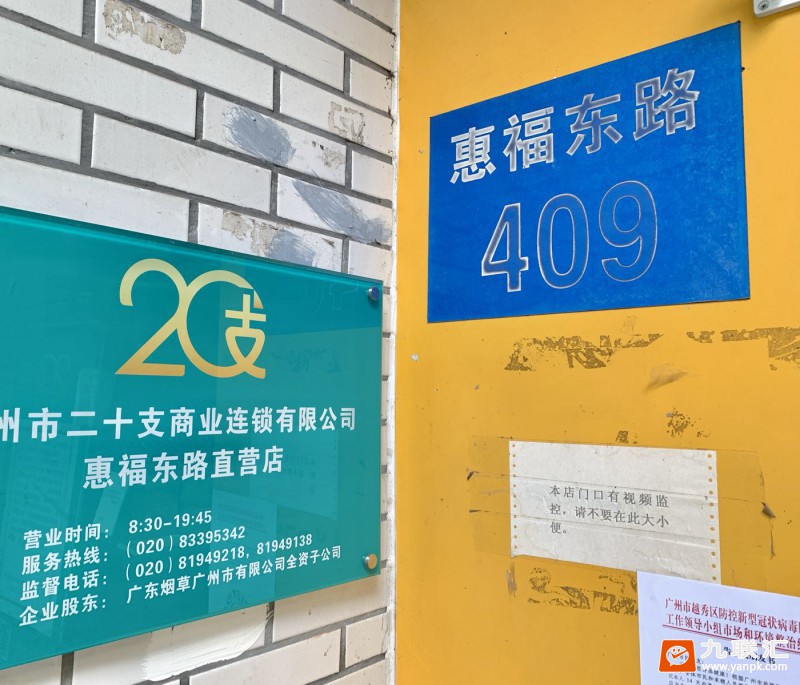 20支
州市二十支商业连锁有限公司
惠福东路直营店
营业时间: 8:30-19:45
服务热线: (020)83395342
监督电话: (020)81949218, 81949138
企业股东: 广东烟草广州市有限公司全资子公司
惠福东路
409
本店门口有视频监
控,请不要在此大小
便。
广州市越秀区防控新型冠状病毒
工作领导小组市场和环境整治
九联汇
www.yanpk.com